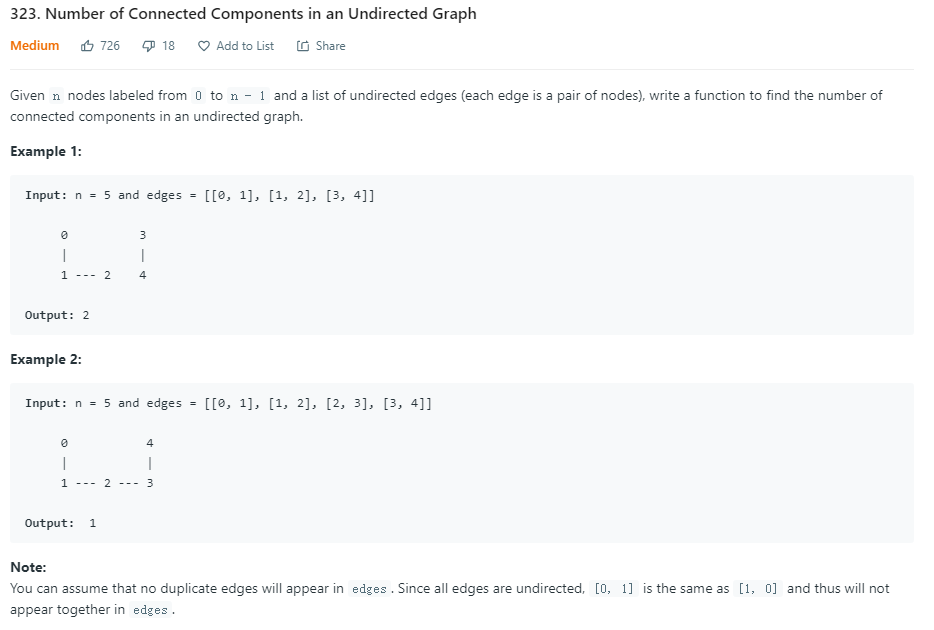 323. Number of Connected Components in an Undirected Graph
Medium 726 18 Add to List Share
Given n nodes labeled from 0 to n - 1 and a list of undirected edges (each edge is a pair of nodes), write a function to find the number of
connected components in an undirected graph.
Example 1:
Input: n = 5 and edges = [[0, 1], [1, 2], [3, 4]]
0 3
| |
1 --- 2 4
Output: 2
Example 2:
Input: n = 5 and edges = [[0, 1], [1, 2], [2, 3], [3, 4]]
0 4
| |
1 --- 2 --- 3
Output: 1
Note:
You can assume that no duplicate edges will appear in edges. Since all edges are undirected, [0, 1] is the same as [1, 0] and thus will not
appear together in edges.